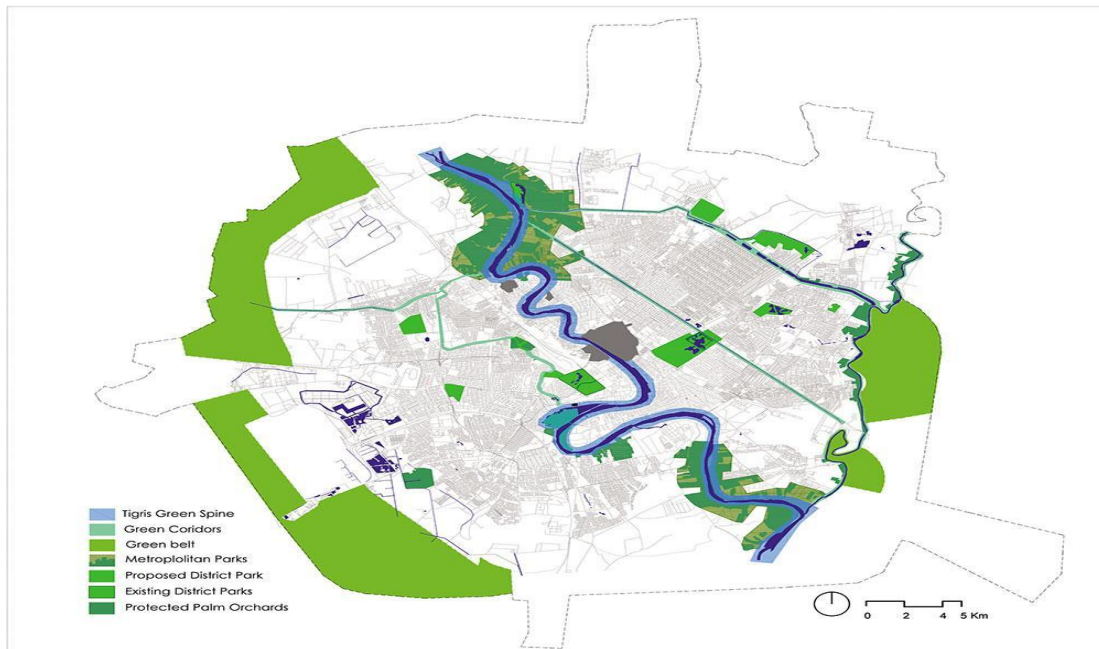 Tigris Green Spine
Green Coridors
Green belt
Metroplolitan Parks
Proposed District Park
Existing District Parks
Protected Palm Orchards
0 2 4 5 Km